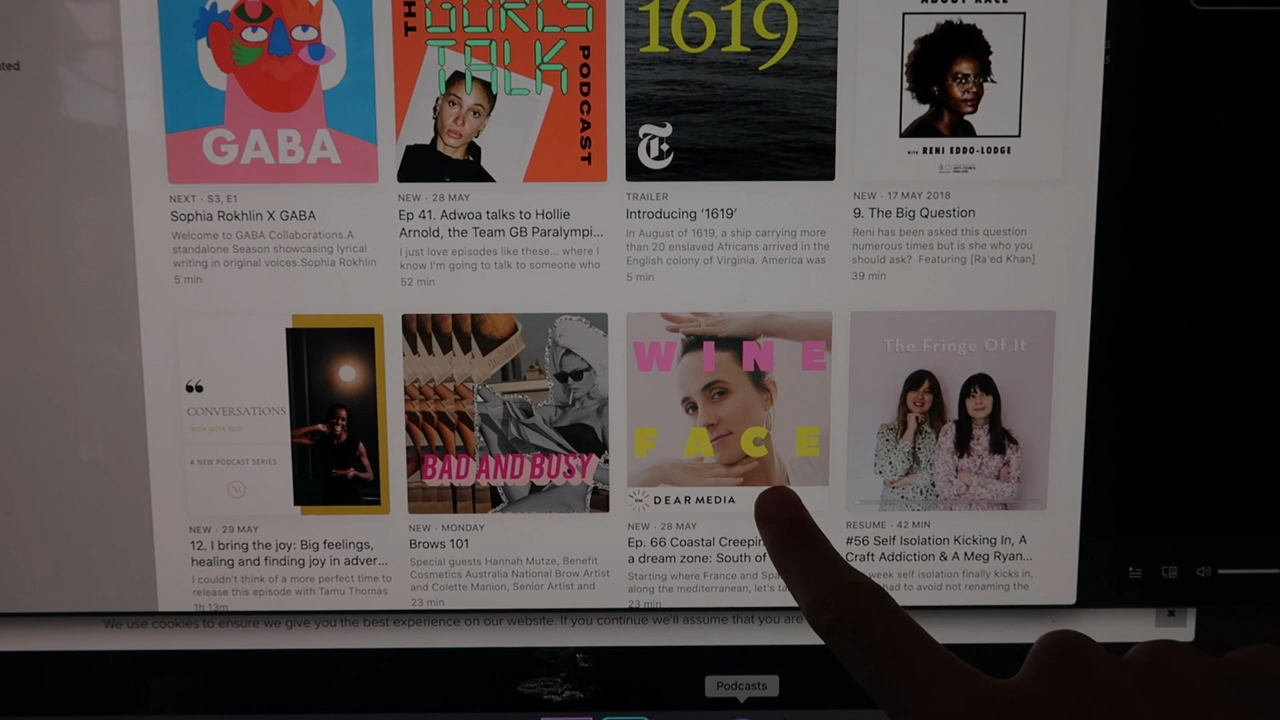 GABA
GURLS
TALK
PODCAST
1619
ABOUT RACE
WITH RENI EDDO-LODGE
NEXT · S3, E1
Sophia Rokhlin X GABA
Welcome to GABA Collaborations.A
standalone Season showcasing lyrical
writing in original voices.Sophia Rokhlin
5 min
NEW · 28 MAY
Ep 41. Adwoa talks to Hollie
Arnold, the Team GB Paralympi...
I just love episodes like these... where I
know I'm going to talk to someone who
52 min
TRAILER
Introducing ‘1619’
In August of 1619, a ship carrying more
than 20 enslaved Africans arrived in the
English colony of Virginia. America was
5 min
NEW · 17 MAY 2018
9. The Big Question
Reni has been asked this question
numerous times but is she who you
should ask? Featuring [Ra'ed Khan]
39 min
CONVERSATIONS
A NEW PODCAST SERIES
BAD AND BUSY
WINE
FACE
DEAR MEDIA
The Fringe Of It
NEW · 29 MAY
12. I bring the joy: Big feelings,
healing and finding joy in adver...
I couldn't think of a more perfect time to
release this episode with Tamu Thomas
1h 13m
NEW · MONDAY
Brows 101
Special guests Hannah Mutze, Benefit
Cosmetics Australia National Brow Artist
and Colette Manion, Senior Artist and
23 min
NEW · 28 MAY
Ep. 66 Coastal Creepin
a dream zone: South of
Starting where France and Spa
along the mediterranean, let's ta
23 min
RESUME · 42 MIN
#56 Self Isolation Kicking In, A
Craft Addiction & A Meg Ryan...
week self isolation finally kicks in,
had to avoid not renaming the
We use cookies to ensure we give you the best experience on our website. If you continue we'll assume that you are
Podcasts